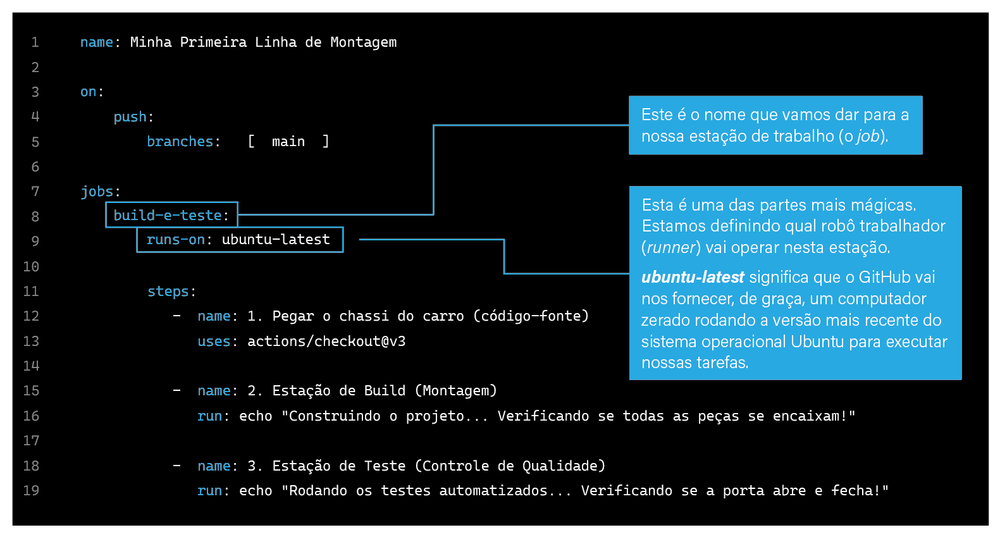 1 name: Minha Primeira Linha de Montagem
2
3 on:
4 push:
5 branches: [ main ]
6
7 jobs:
8 build-e-teste:
9 runs-on: ubuntu-latest
10
11 steps:
12 - name: 1. Pegar o chassi do carro (código-fonte)
13 uses: actions/checkout@v3
14
15 - name: 2. Estação de Build (Montagem)
16 run: echo "Construindo o projeto... Verificando se todas as peças se encaixam!"
17
18 - name: 3. Estação de Teste (Controle de Qualidade)
19 run: echo "Rodando os testes automatizados... Verificando se a porta abre e fecha!"
Este é o nome que vamos dar para a
nossa estação de trabalho (o job).
Esta é uma das partes mais mágicas.
Estamos definindo qual robô trabalhador
(runner) vai operar nesta estação.
ubuntu-latest significa que o GitHub vai
nos fornecer, de graça, um computador
zerado rodando a versão mais recente do
sistema operacional Ubuntu para executar
nossas tarefas.